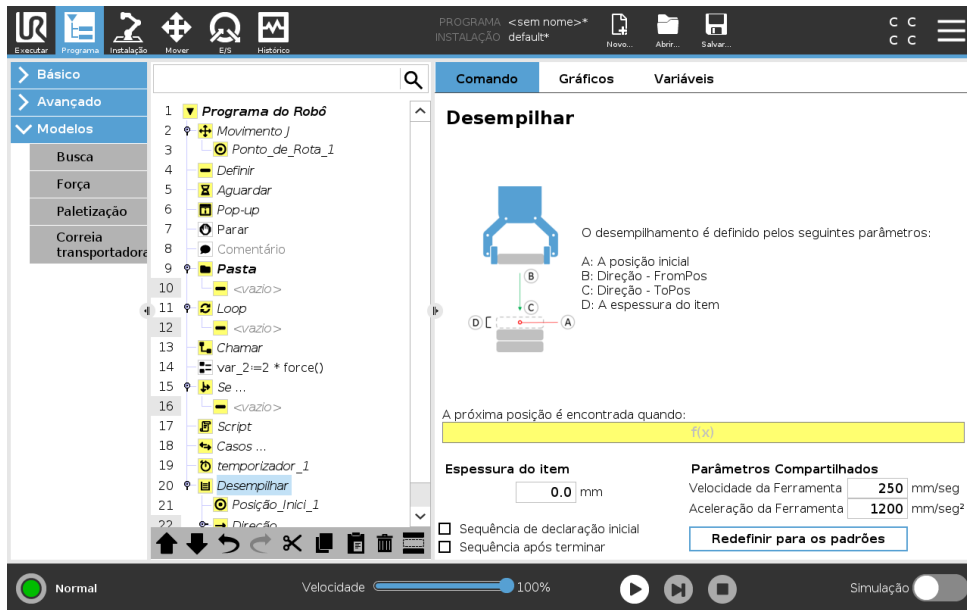 UR
Executar
Programa
Instalação
Mover
E/S
Histórico
PROGRAMA <sem nome>*
INSTALAÇÃO default*
Novo...
Abrir...
Salvar...
C C
C C
Básico
Avançado
Modelos
Busca
Força
Paletização
Correia
transportadora
1 Programa do Robô
2 Movimento J
3 Ponto_de_Rota_1
4 Definir
5 Aguardar
6 Pop-up
7 Parar
8 Comentário
9 Pasta
10 <vazio>
11 Loop
12 <vazio>
13 Chamar
14 var_2:=2 * force()
15 Se ...
16 <vazio>
17 Script
18 Casos ...
19 temporizador_1
20 Desempilhar
21 Posição_Inici_1
22 Direção
Comando
Gráficos
Variáveis
Desempilhar
B
C
D
A
O desempilhamento é definido pelos seguintes parâmetros:
A: A posição inicial
B: Direção - FromPos
C: Direção - ToPos
D: A espessura do item
A próxima posição é encontrada quando:
f(x)
Espessura do item
0.0 mm
Sequência de declaração inicial
Sequência após terminar
Parâmetros Compartilhados
Velocidade da Ferramenta 250 mm/seg
Aceleração da Ferramenta 1200 mm/seg²
Redefinir para os padrões
Normal
Velocidade
100%
Simulação